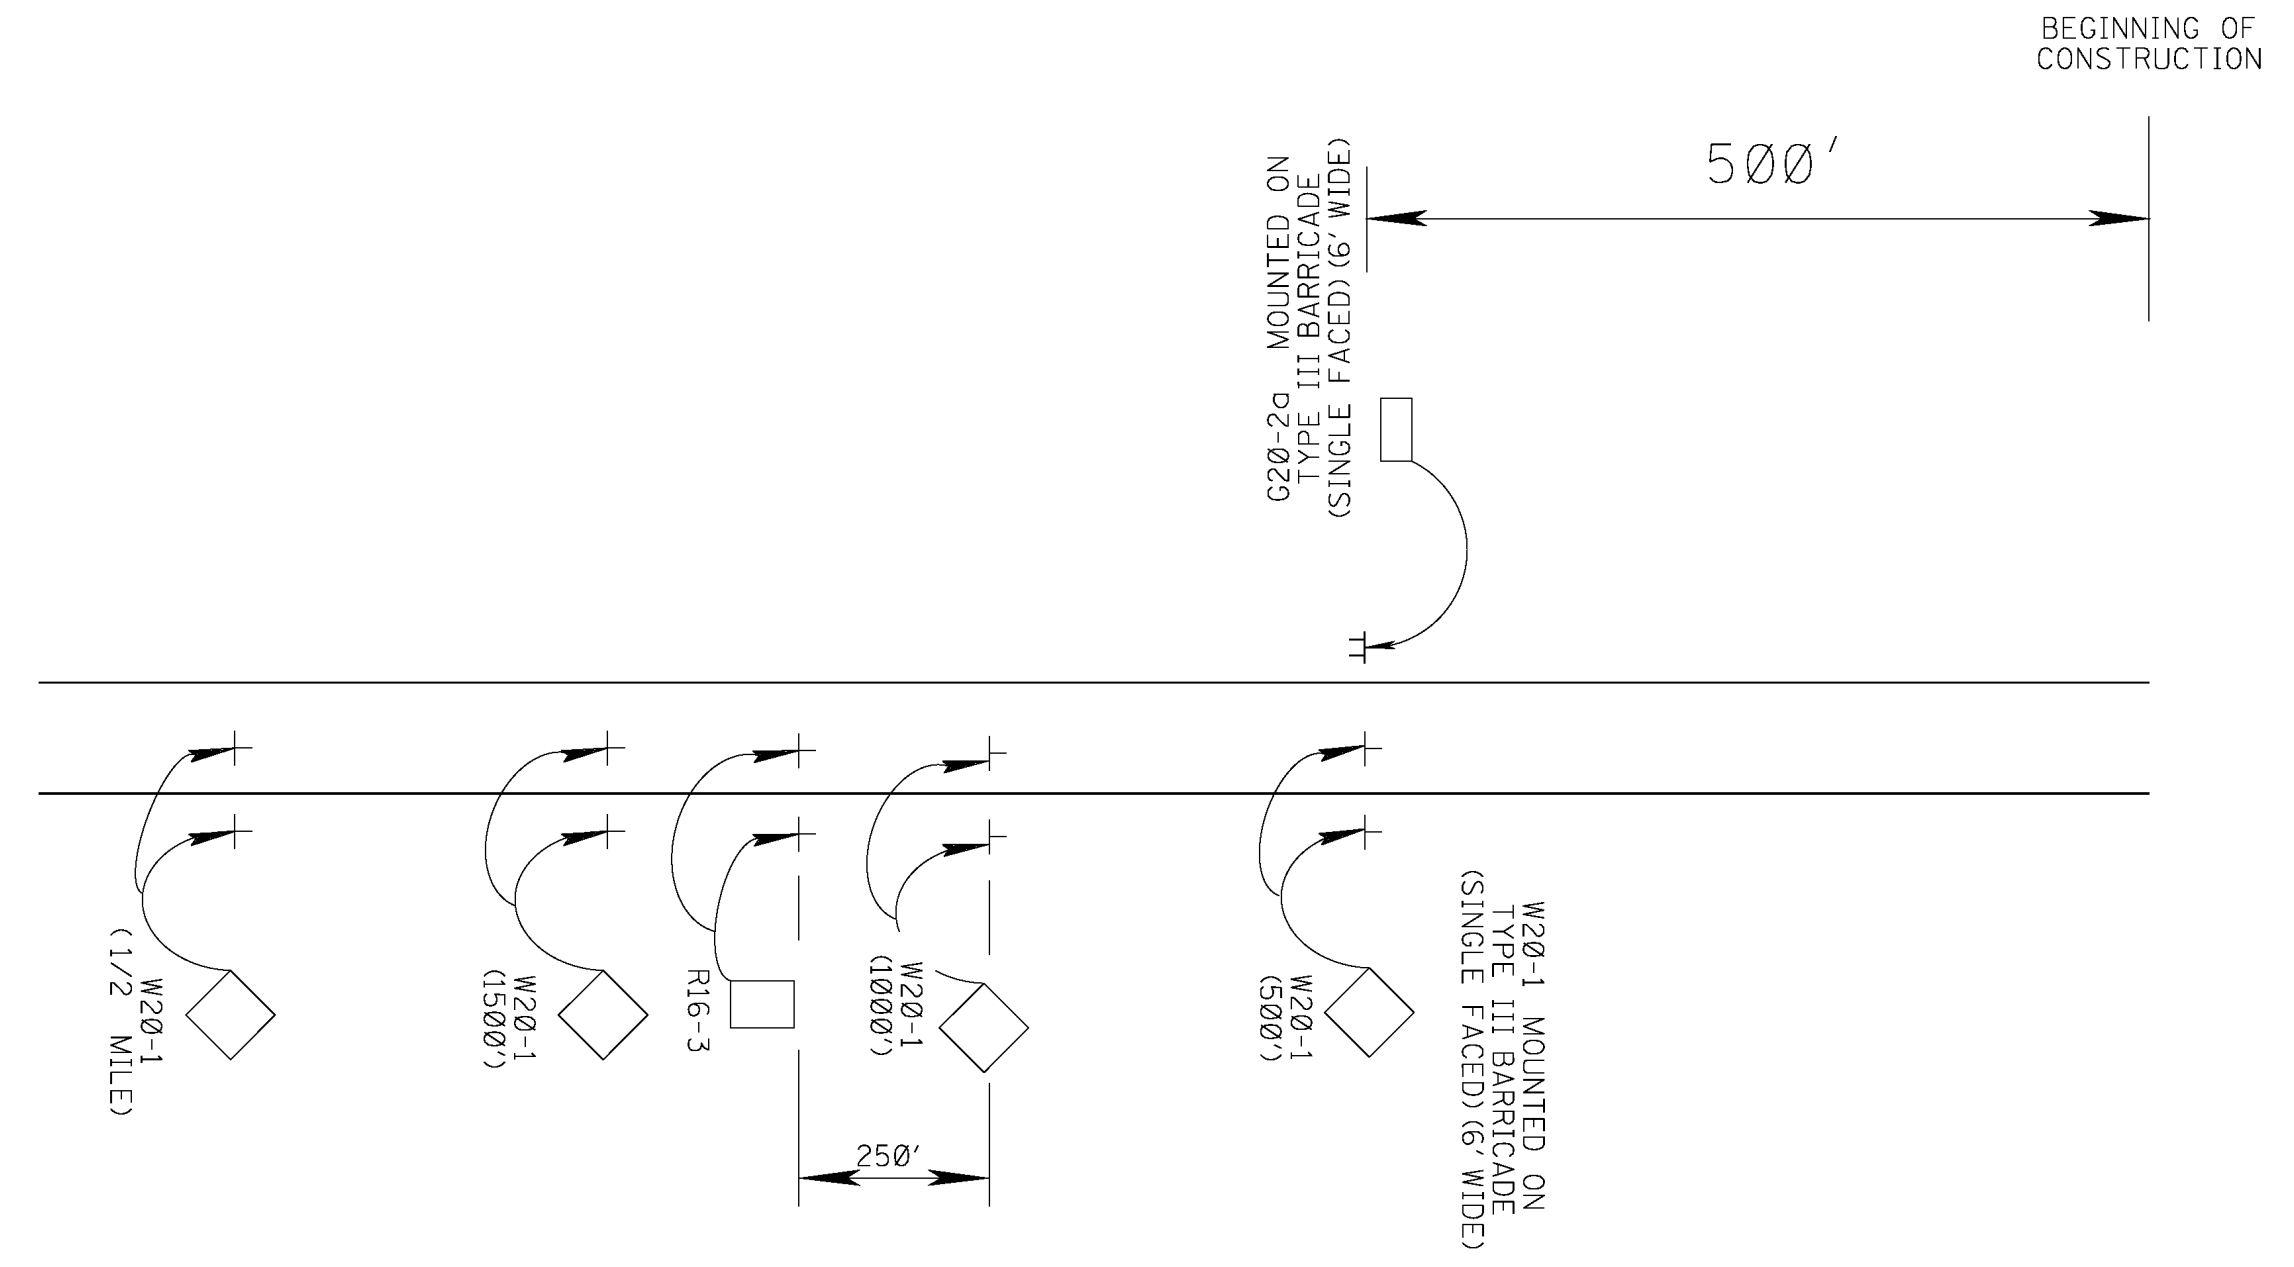 BEGINNING OF
CONSTRUCTION
500'
G20-2a MOUNTED ON
TYPE III BARRICADE
(SINGLE FACED)(6' WIDE)
W20-1
(1/2 MILE)
W20-1
(1500')
R16-3
W20-1
(1000')
W20-1
(500')
W20-1 MOUNTED ON
TYPE III BARRICADE
(SINGLE FACED)(6' WIDE)
250'